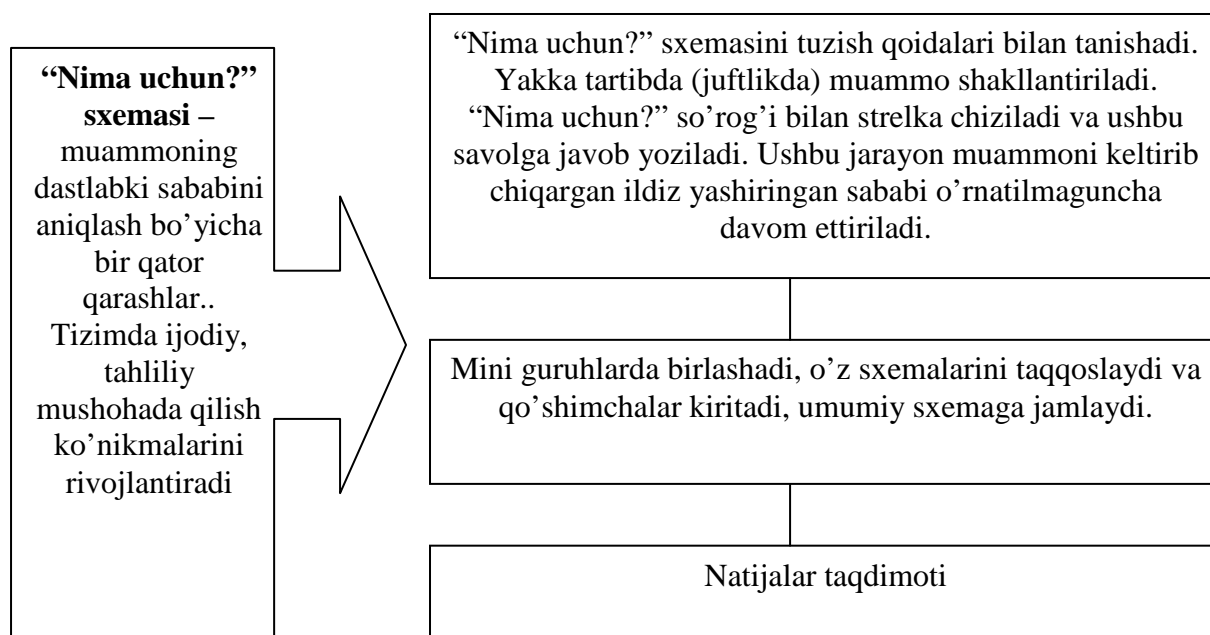 “Nima uchun?”
sxemasi –
muammoning
dastlabki sababini
aniqlash bo’yicha
bir qator
qarashlar..
Tizimda ijodiy,
tahliliy
mushohada qilish
ko’nikmalarini
rivojlantiradi
“Nima uchun?” sxemasini tuzish qoidalari bilan tanishadi.
Yakka tartibda (juftlikda) muammo shakllantiriladi.
“Nima uchun?” so’rog’i bilan strelka chiziladi va ushbu
savolga javob yoziladi. Ushbu jarayon muammoni keltirib
chiqargan ildiz yashiringan sababi o’rnatilmaguncha
davom ettiriladi.
Mini guruhlarda birlashadi, o’z sxemalarini taqqoslaydi va
qo’shimchalar kiritadi, umumiy sxemaga jamlaydi.
Natijalar taqdimoti